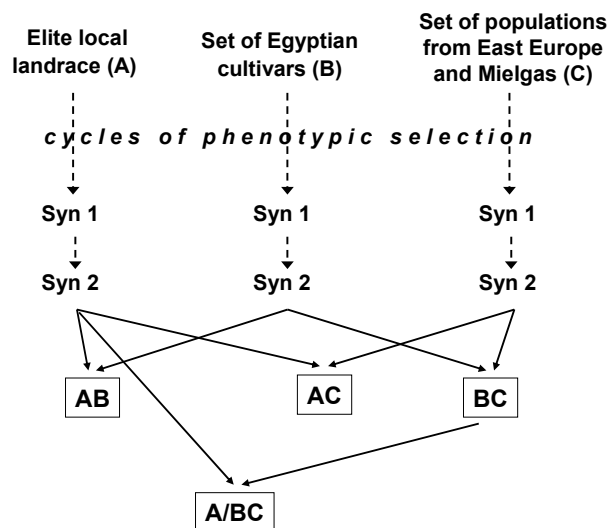 Elite local
landrace (A)
Set of Egyptian
cultivars (B)
Set of populations
from East Europe
and Mielgas (C)
cycles of phenotypic selection
Syn 1
Syn 1
Syn 1
Syn 2
Syn 2
Syn 2
AB
AC
BC
A/BC